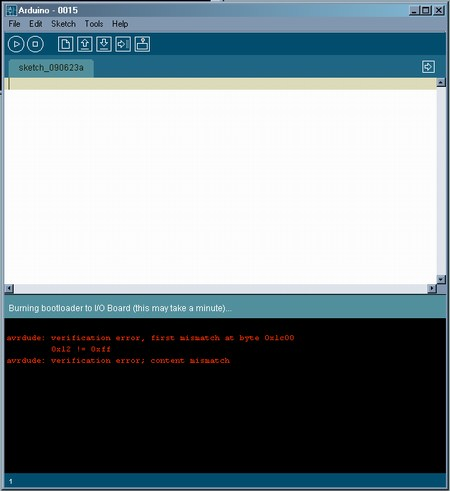 Arduino - 0015
File Edit Sketch Tools Help
sketch_090623a
Burning bootloader to I/O Board (this may take a minute)...
avrdude: verification error, first mismatch at byte 0x1c00
0x12 != 0xff
avrdude: verification error; content mismatch
1